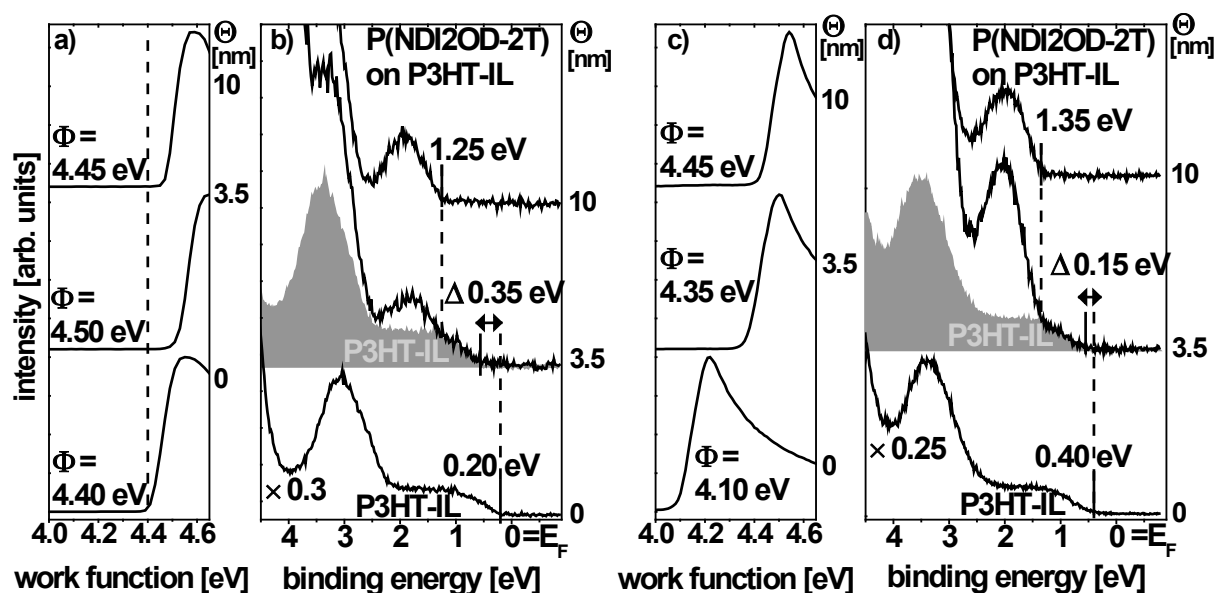 a)
Θ
[nm]
10
Φ =
4.45 eV
3.5
Φ =
4.50 eV
0
Φ =
4.40 eV
4.0 4.2 4.4 4.6
work function [eV]
intensity [arb. units]
b)
P(NDI2OD-2T)
on P3HT-IL
Θ
[nm]
1.25 eV
10
Δ 0.35 eV
P3HT-IL
3.5
0.20 eV
× 0.3
P3HT-IL
0
4 3 2 1 0 =E_F
binding energy [eV]
c)
Θ
[nm]
10
Φ =
4.45 eV
3.5
Φ =
4.35 eV
0
Φ =
4.10 eV
4.0 4.2 4.4 4.6
work function [eV]
d)
P(NDI2OD-2T)
on P3HT-IL
Θ
[nm]
1.35 eV
10
Δ 0.15 eV
P3HT-IL
3.5
× 0.25
0.40 eV
P3HT-IL
0
4 3 2 1 0 =E_F
binding energy [eV]